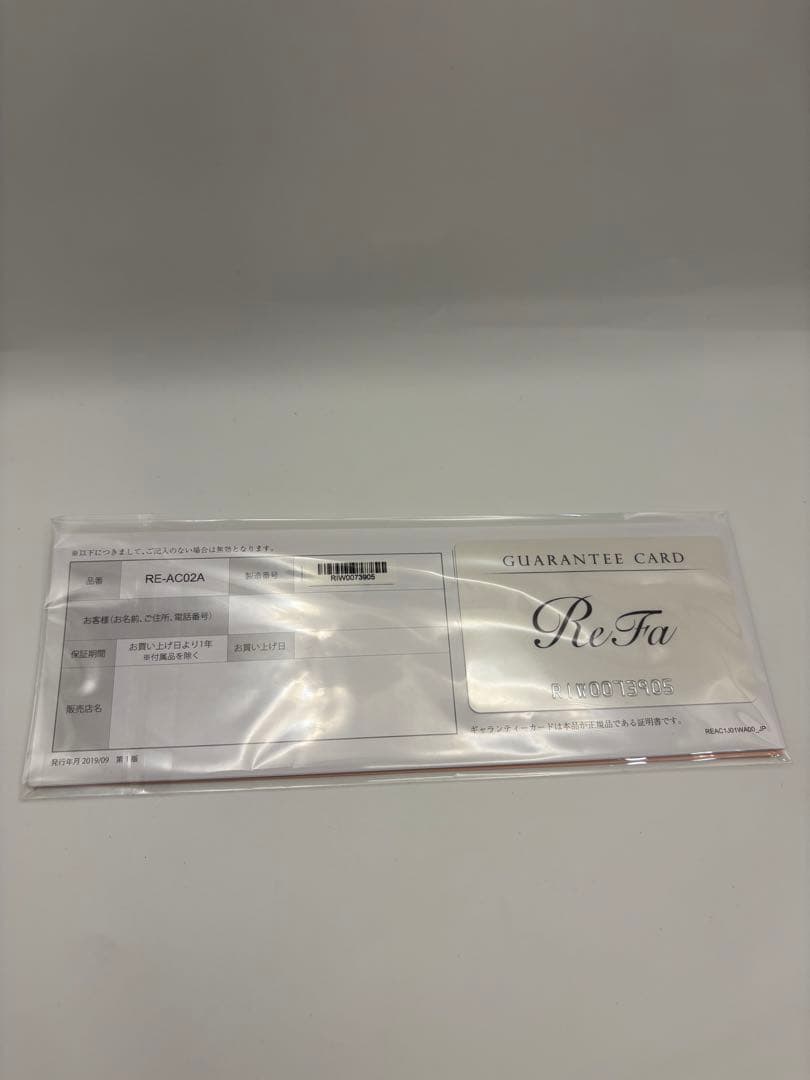 ※以下につきまして、ご記入のない場合は無効となります。
品番
RE-AC02A
製造番号
RIW0073905
お客様(お名前、ご住所、電話番号)
保証期間
お買い上げ日より1年
※付属品を除く
お買い上げ日
販売店名
発行年月 2019/09 第1版
GUARANTEE CARD
ReFa
RIW0073905
ギャランティーカードは本品が正規品である証明書です。
REAC1J01WA00_JP